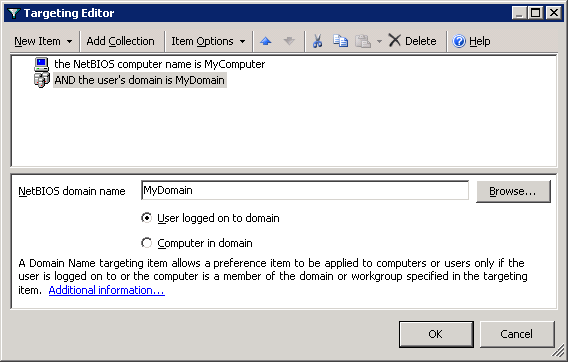 Targeting Editor
New Item Add Collection Item Options Delete Help
the NetBIOS computer name is MyComputer
AND the user's domain is MyDomain
NetBIOS domain name MyDomain Browse...
User logged on to domain
Computer in domain
A Domain Name targeting item allows a preference item to be applied to computers or users only if the
user is logged on to or the computer is a member of the domain or workgroup specified in the targeting
item. Additional information...
OK Cancel